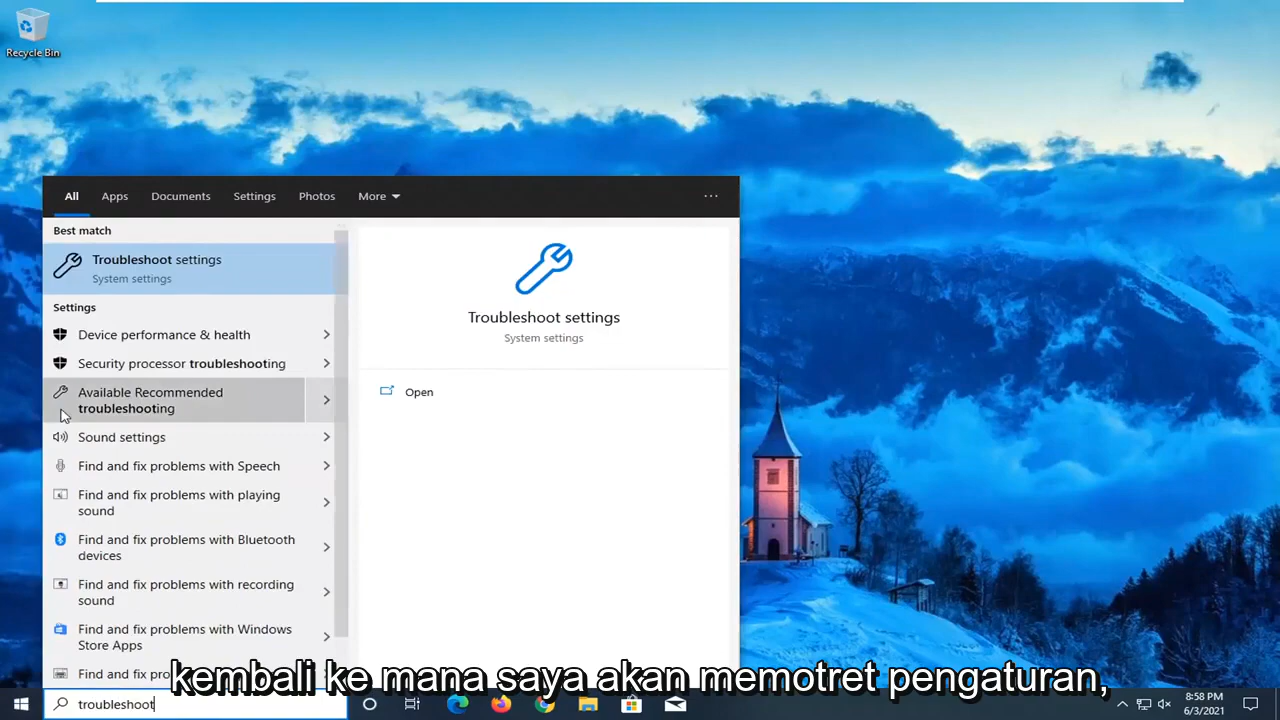 Recycle Bin
All Apps Documents Settings Photos More
Best match
Troubleshoot settings
System settings
Settings
Device performance & health
Security processor troubleshooting
Available Recommended
troubleshooting
Sound settings
Find and fix problems with Speech
Find and fix problems with playing
sound
Find and fix problems with Bluetooth
devices
Find and fix problems with recording
sound
Find and fix problems with Windows
Store Apps
Find and fix
Troubleshoot settings
System settings
Open
kembali ke mana saya akan memotret pengaturan,
troubleshoot
8:58 PM
6/3/2021